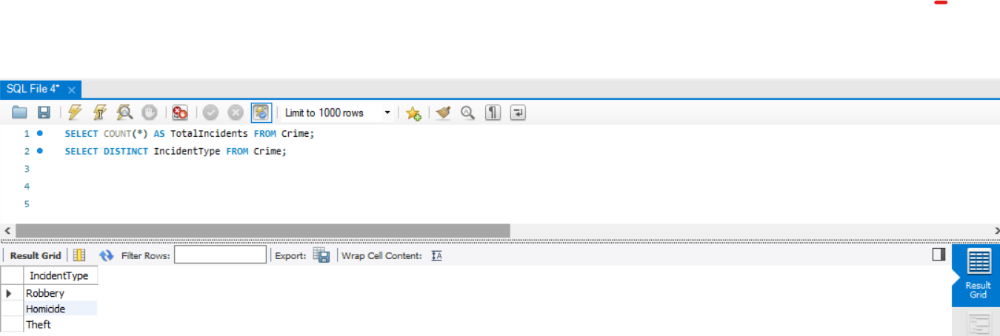 SQL File 4*
Limit to 1000 rows
1 SELECT COUNT(*) AS TotalIncidents FROM Crime;
2 SELECT DISTINCT IncidentType FROM Crime;
3
4
5
Result Grid Filter Rows: Export: Wrap Cell Content:
IncidentType
Robbery
Homicide
Theft
Result
Grid